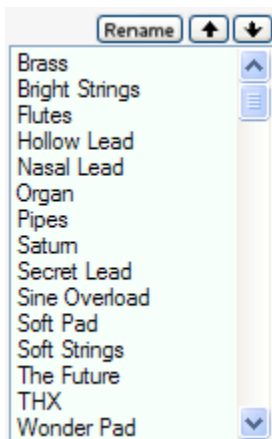 Rename
Brass
Bright Strings
Flutes
Hollow Lead
Nasal Lead
Organ
Pipes
Saturn
Secret Lead
Sine Overload
Soft Pad
Soft Strings
The Future
THX
Wonder Pad